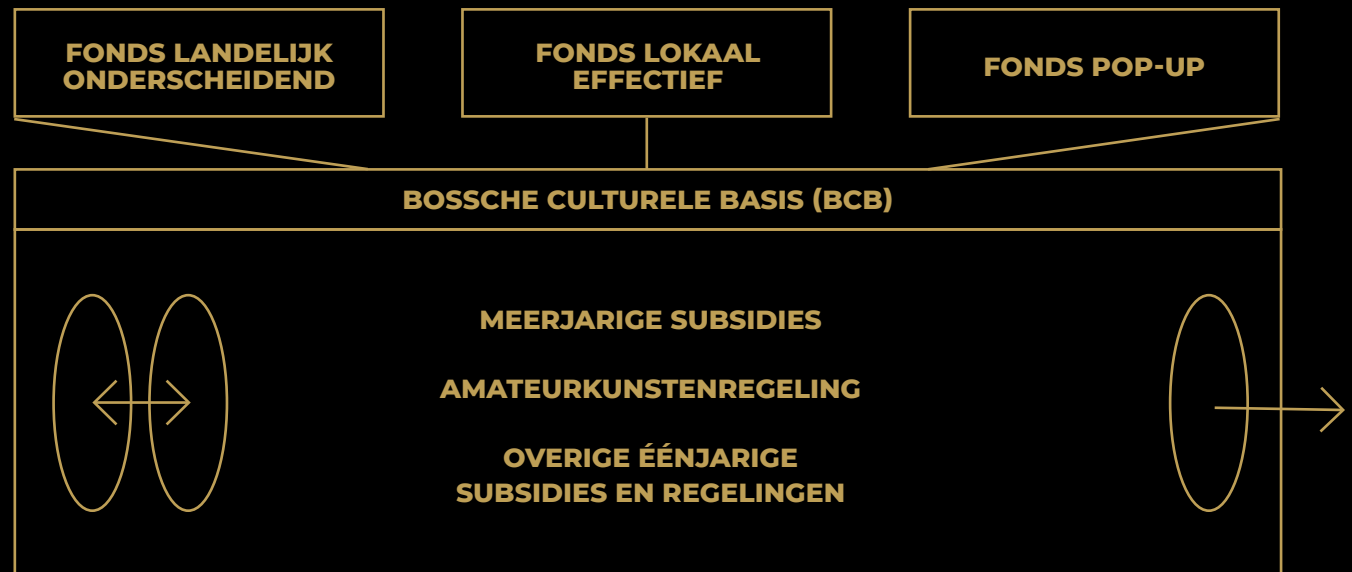 FONDS LANDELIJK
ONDERSCHEIDEND
FONDS LOKAAL
EFFECTIEF
FONDS POP-UP
BOSSCHE CULTURELE BASIS (BCB)
MEERJARIGE SUBSIDIES
AMATEURKUNSTENREGELING
OVERIGE ÉÉNJARIGE
SUBSIDIES EN REGELINGEN